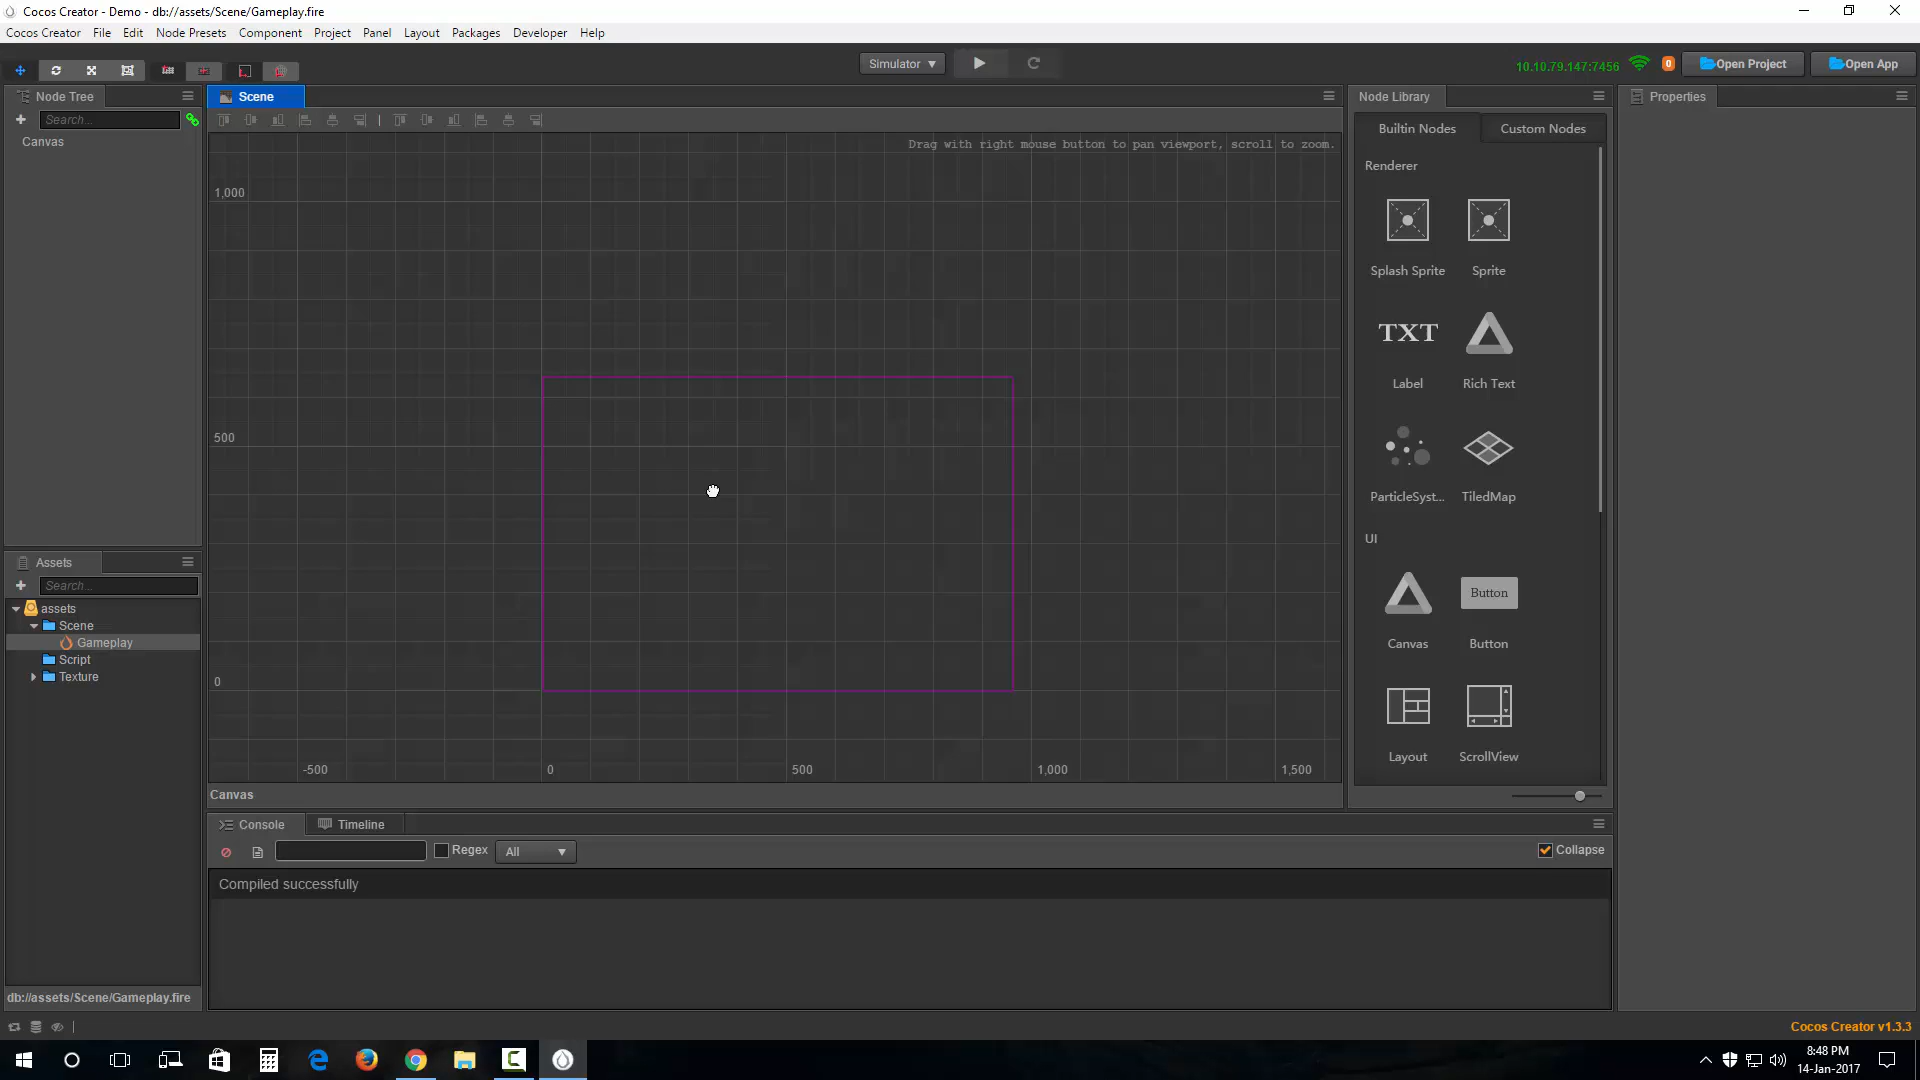 Cocos Creator - Demo - db://assets/Scene/Gameplay.fire
Cocos Creator File Edit Node Presets Component Project Panel Layout Packages Developer Help
Simulator
10.10.79.147:7456
0
Open Project
Open App
Node Tree
Search...
Canvas
Scene
Drag with right mouse button to pan viewport, scroll to zoom.
1,000
500
0
-500 0 500 1,000 1,500
Canvas
Node Library
Builtin Nodes Custom Nodes
Renderer
Splash Sprite Sprite
TXT
Label Rich Text
ParticleSyst... TiledMap
UI
Button
Canvas Button
Layout ScrollView
Properties
Assets
Search...
assets
Scene
Gameplay
Script
Texture
db://assets/Scene/Gameplay.fire
Console Timeline
Regex All Collapse
Compiled successfully
Cocos Creator v1.3.3
8:48 PM
14-Jan-2017